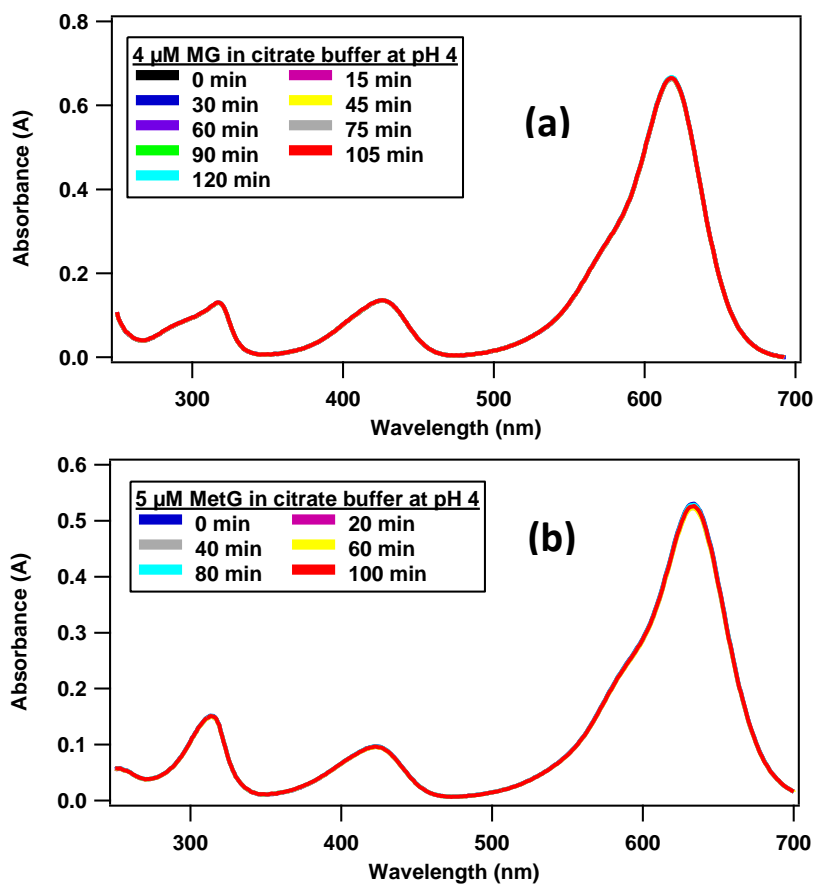 0.8
0.6
0.4
0.2
0.0
Absorbance (A)
4 µM MG in citrate buffer at pH 4
0 min 15 min
30 min 45 min
60 min 75 min
90 min 105 min
120 min
(a)
300 400 500 600 700
Wavelength (nm)
0.6
0.5
0.4
0.3
0.2
0.1
0.0
Absorbance (A)
5 µM MetG in citrate buffer at pH 4
0 min 20 min
40 min 60 min
80 min 100 min
(b)
300 400 500 600 700
Wavelength (nm)